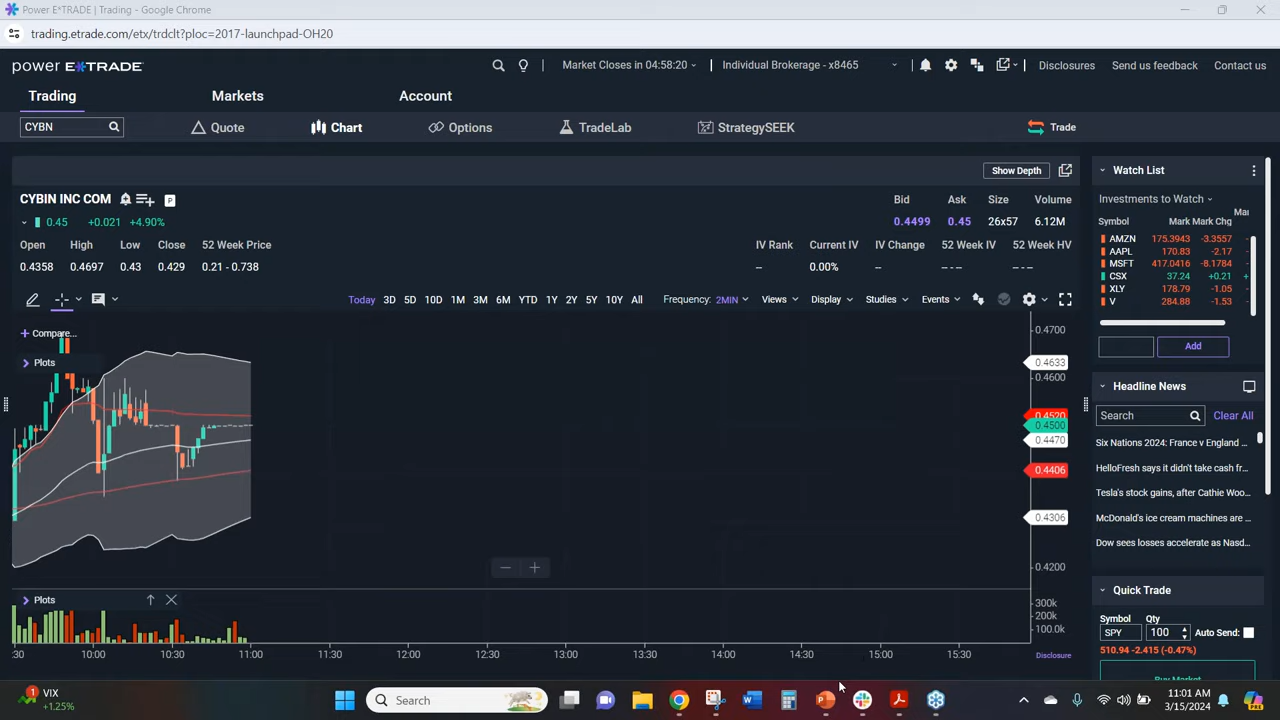 Power E*TRADE | Trading - Google Chrome
trading.etrade.com/etx/trdclt?ploc=2017-launchpad-OH20
power E*TRADE
Market Closes in 04:58:20
Individual Brokerage - x8465
Disclosures
Send us feedback
Contact us
Trading
Markets
Account
CYBN
Quote
Chart
Options
TradeLab
StrategySEEK
Trade
Show Depth
CYBIN INC COM
P
0.45 +0.021 +4.90%
Bid Ask Size Volume
0.4499 0.45 26x57 6.12M
Open High Low Close 52 Week Price
0.4358 0.4697 0.43 0.429 0.21 - 0.738
IV Rank Current IV IV Change 52 Week IV 52 Week HV
-- 0.00% -- --- ---
Today 3D 5D 10D 1M 3M 6M YTD 1Y 2Y 5Y 10Y All
Frequency: 2MIN
Views
Display
Studies
Events
+ Compare...
Plots
0.4700
0.4633
0.4600
0.4520
0.4500
0.4470
0.4406
0.4306
0.4200
Plots
300k
200k
100.0k
:30 10:00 10:30 11:00 11:30 12:00 12:30 13:00 13:30 14:00 14:30 15:00 15:30
Disclosure
Watch List
Investments to Watch
Symbol Mark Mark Chg
AMZN 175.3943 -3.3557
AAPL 170.83 -2.17
MSFT 417.0416 -8.1784
CSX 37.24 +0.21
XLY 178.79 -1.05
V 284.88 -1.53
Add
Headline News
Search
Clear All
Six Nations 2024: France v England ...
HelloFresh says it didn't take cash fr...
Tesla's stock gains, after Cathie Woo...
McDonald's ice cream machines are ...
Dow sees losses accelerate as Nasd...
Quick Trade
Symbol Qty
SPY 100 Auto Send:
510.94 -2.415 (-0.47%)
Buy Market
1
VIX
+1.25%
Search
11:01 AM
3/15/2024